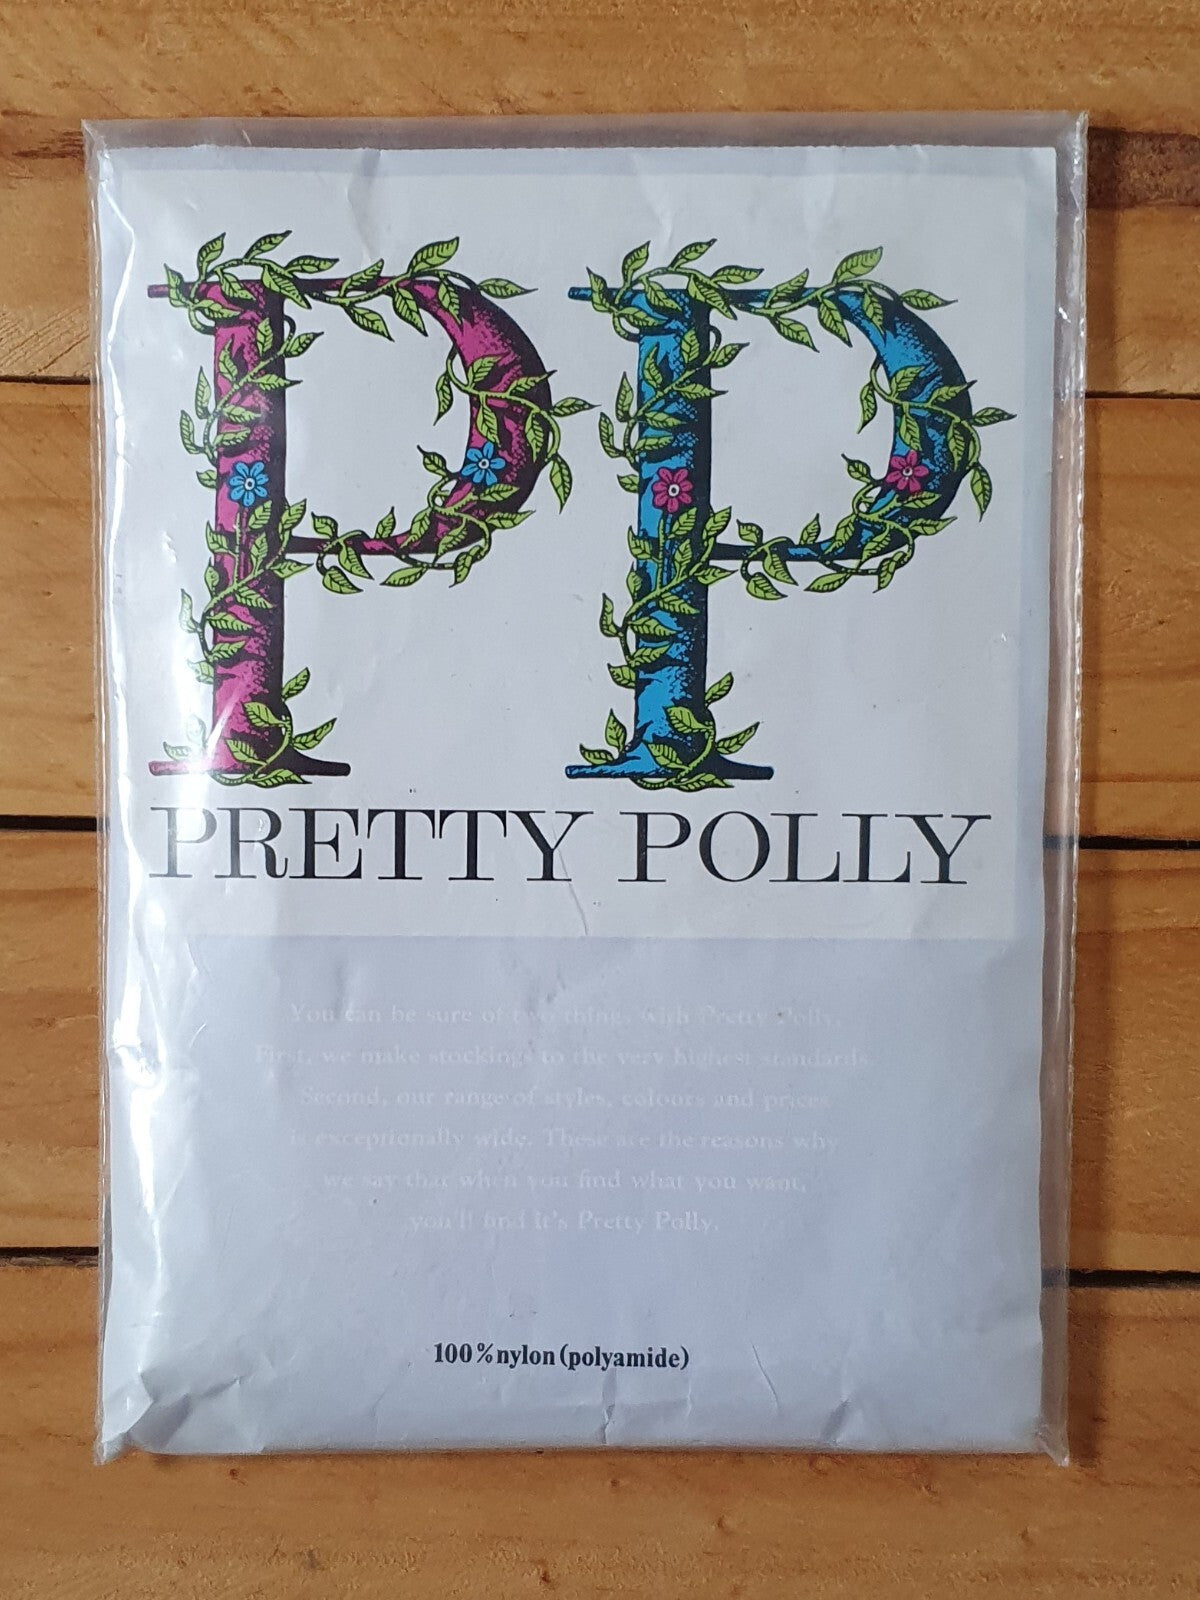 PP
PRETTY POLLY
You can be sure of two things with Pretty Polly.
First, we make stockings to the very highest standards.
Second, our range of styles, colours and prices
is exceptionally wide. These are the reasons why
we say that when you find what you want,
you'll find it's Pretty Polly.
100% nylon (polyamide)